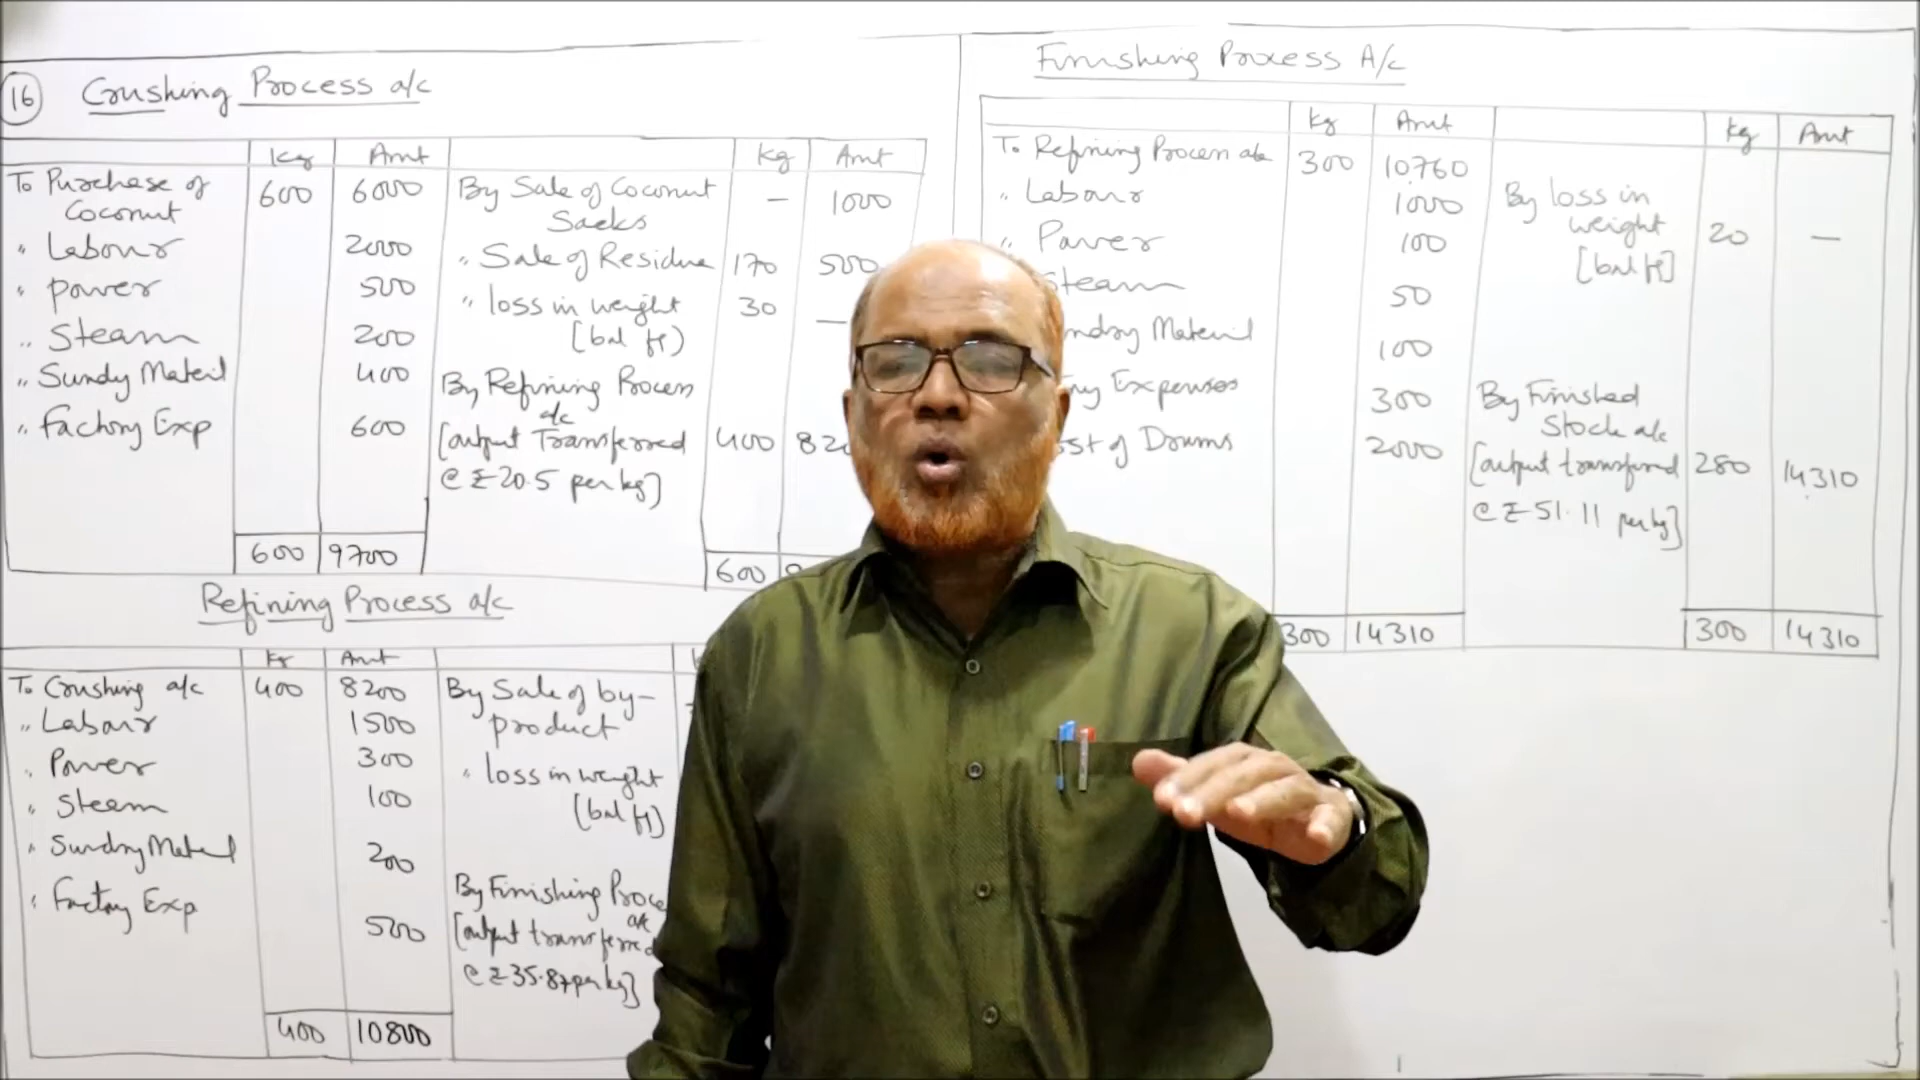 16 Crushing Process a/c
Kg Amt Kg Amt
To Purchase of Coconut 600 6000
" Labour 2000
" power 500
" Steam 200
" Sundy Materil 400
" Factory Exp 600
600 9700
By Sale of Coconut Sacks – 1000
" Sale of Residue 170 500
" loss in weight 30 —
[bal f]
By Refining Process a/c
[output Transferred 400
@ ₹20.5 per kg]
600
Refining Process a/c
Kg Amt
To Crushing a/c 400 8200
" Labour 1500
" Power 300
" Steam 100
" Sundry Materil 200
" Factory Exp 500
400 10800
By Sale of by-
product
" loss in weight
[bal f]
By Finishing
a/c
[output transferred
@ ₹35.87 per kg]
Finishing Process A/c
Kg Amt Kg Amt
To Refining Process a/c 300 10760
" Labour 1000
" Power 100
Steam 50
Material 100
Expenses 300
of Drums 2000
300 14310
By loss in
weight 20 —
[bal f]
By Finished
Stock a/c
[output transferred 280 14310
@ ₹51.11 per kg]
300 14310